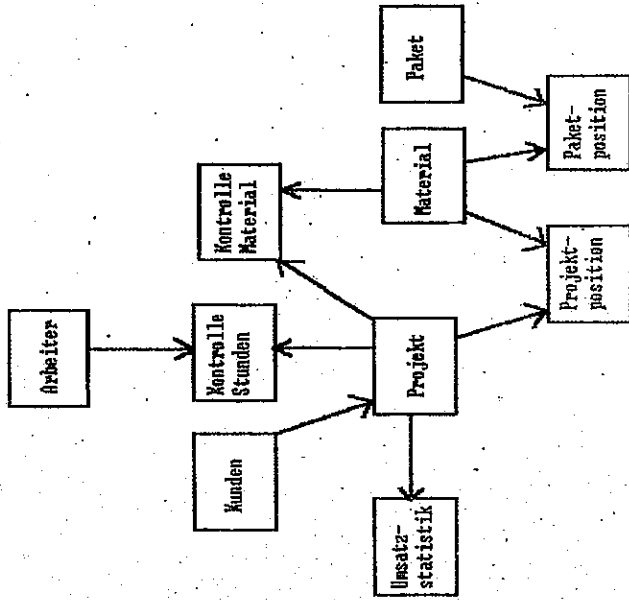 Arbeiter
Kunden
Kontrolle
Stunden
Kontrolle
Material
Umsatz-
statistik
Projekt
Material
Paket
Projekt-
position
Paket-
position